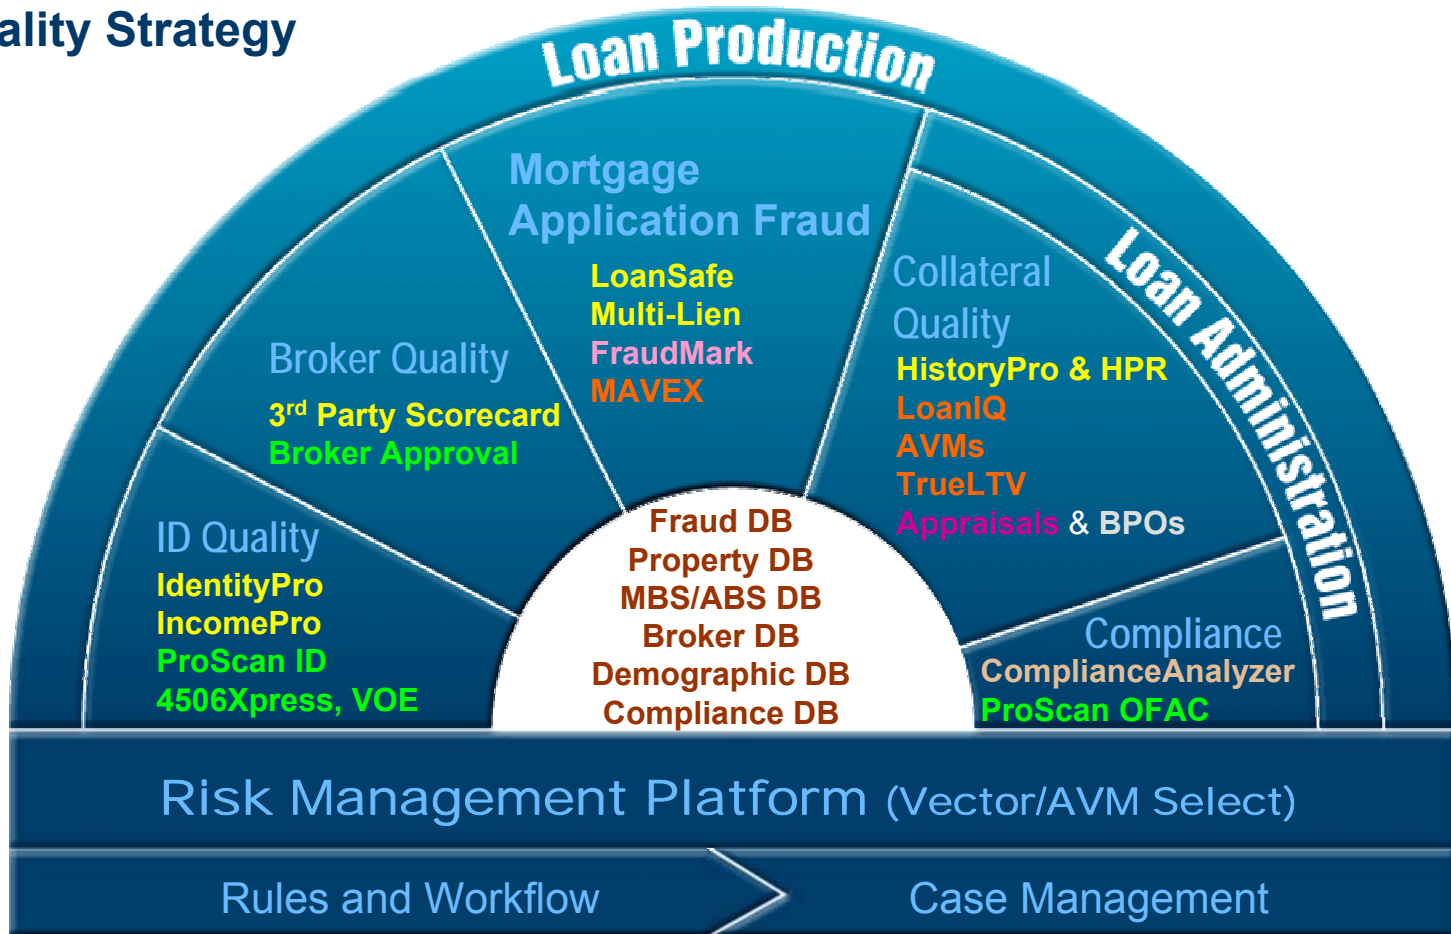 ality Strategy
Loan Production
Mortgage
Application Fraud
LoanSafe
Multi-Lien
FraudMark
MAVEX
Broker Quality
3rd Party Scorecard
Broker Approval
ID Quality
IdentityPro
IncomePro
ProScan ID
4506Xpress, VOE
Collateral
Quality
HistoryPro & HPR
LoanIQ
AVMs
TrueLTV
Appraisals & BPOs
Loan Administration
Compliance
ComplianceAnalyzer
ProScan OFAC
Fraud DB
Property DB
MBS/ABS DB
Broker DB
Demographic DB
Compliance DB
Risk Management Platform (Vector/AVM Select)
Rules and Workflow
Case Management